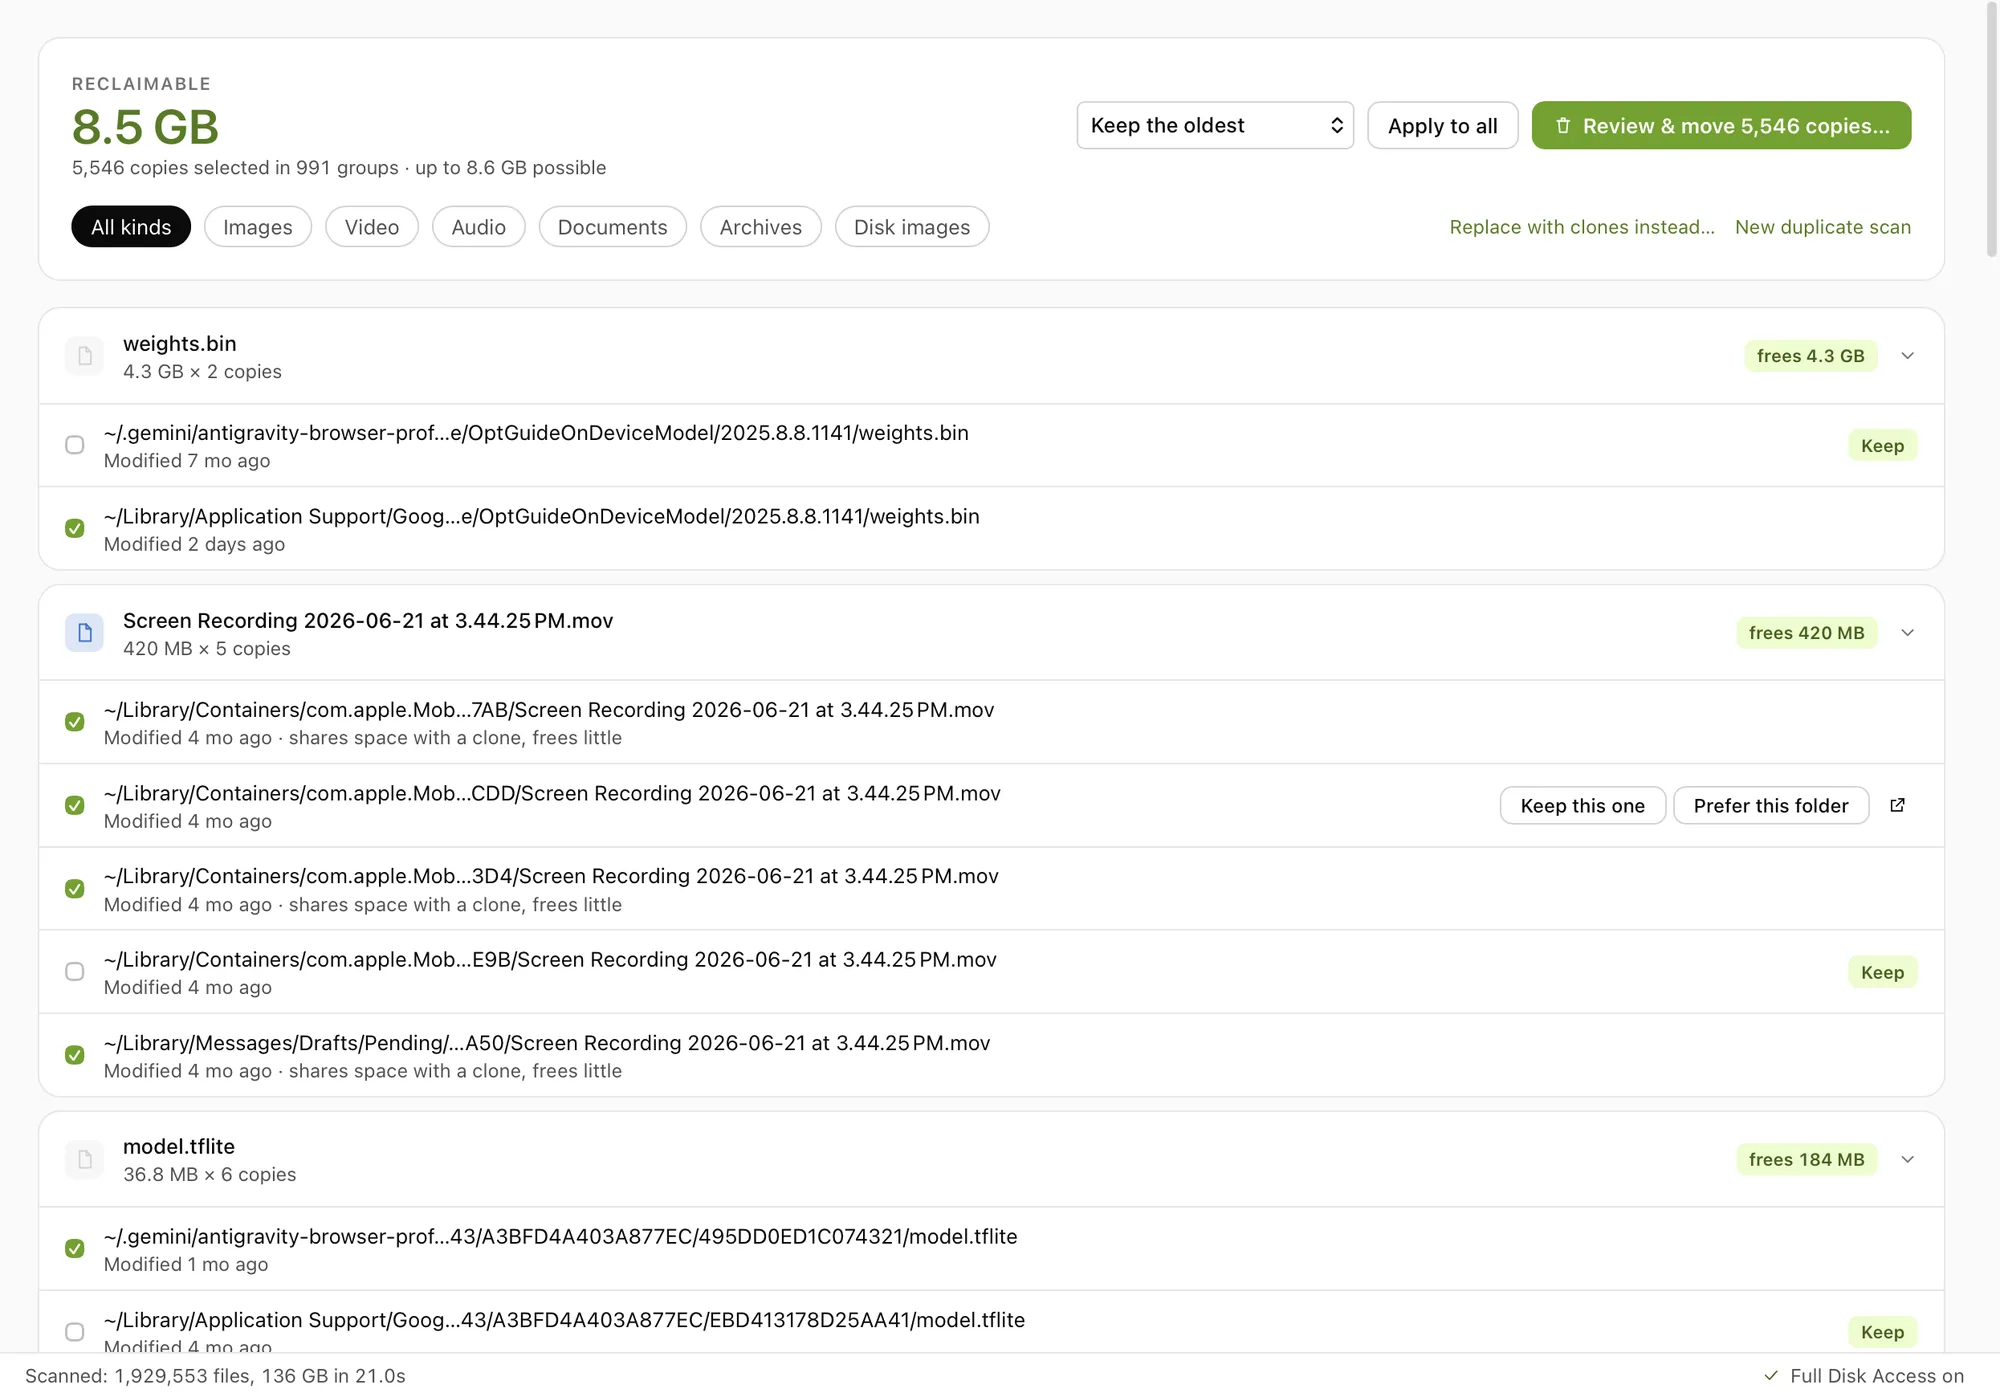 RECLAIMABLE
8.5 GB
5,546 copies selected in 991 groups · up to 8.6 GB possible
Keep the oldest
Apply to all
Review & move 5,546 copies...
All kinds
Images
Video
Audio
Documents
Archives
Disk images
Replace with clones instead...
New duplicate scan
weights.bin
4.3 GB × 2 copies
frees 4.3 GB
~/.gemini/antigravity-browser-prof...e/OptGuideOnDeviceModel/2025.8.8.1141/weights.bin
Modified 7 mo ago
Keep
~/Library/Application Support/Goog...e/OptGuideOnDeviceModel/2025.8.8.1141/weights.bin
Modified 2 days ago
Screen Recording 2026-06-21 at 3.44.25 PM.mov
420 MB × 5 copies
frees 420 MB
~/Library/Containers/com.apple.Mob...7AB/Screen Recording 2026-06-21 at 3.44.25 PM.mov
Modified 4 mo ago · shares space with a clone, frees little
~/Library/Containers/com.apple.Mob...CDD/Screen Recording 2026-06-21 at 3.44.25 PM.mov
Modified 4 mo ago
Keep this one
Prefer this folder
~/Library/Containers/com.apple.Mob...3D4/Screen Recording 2026-06-21 at 3.44.25 PM.mov
Modified 4 mo ago · shares space with a clone, frees little
~/Library/Containers/com.apple.Mob...E9B/Screen Recording 2026-06-21 at 3.44.25 PM.mov
Modified 4 mo ago
Keep
~/Library/Messages/Drafts/Pending/...A50/Screen Recording 2026-06-21 at 3.44.25 PM.mov
Modified 4 mo ago · shares space with a clone, frees little
model.tflite
36.8 MB × 6 copies
frees 184 MB
~/.gemini/antigravity-browser-prof...43/A3BFD4A403A877EC/495DD0ED1C074321/model.tflite
Modified 1 mo ago
~/Library/Application Support/Goog...43/A3BFD4A403A877EC/EBD413178D25AA41/model.tflite
Modified 4 mo ago
Keep
Scanned: 1,929,553 files, 136 GB in 21.0s
Full Disk Access on